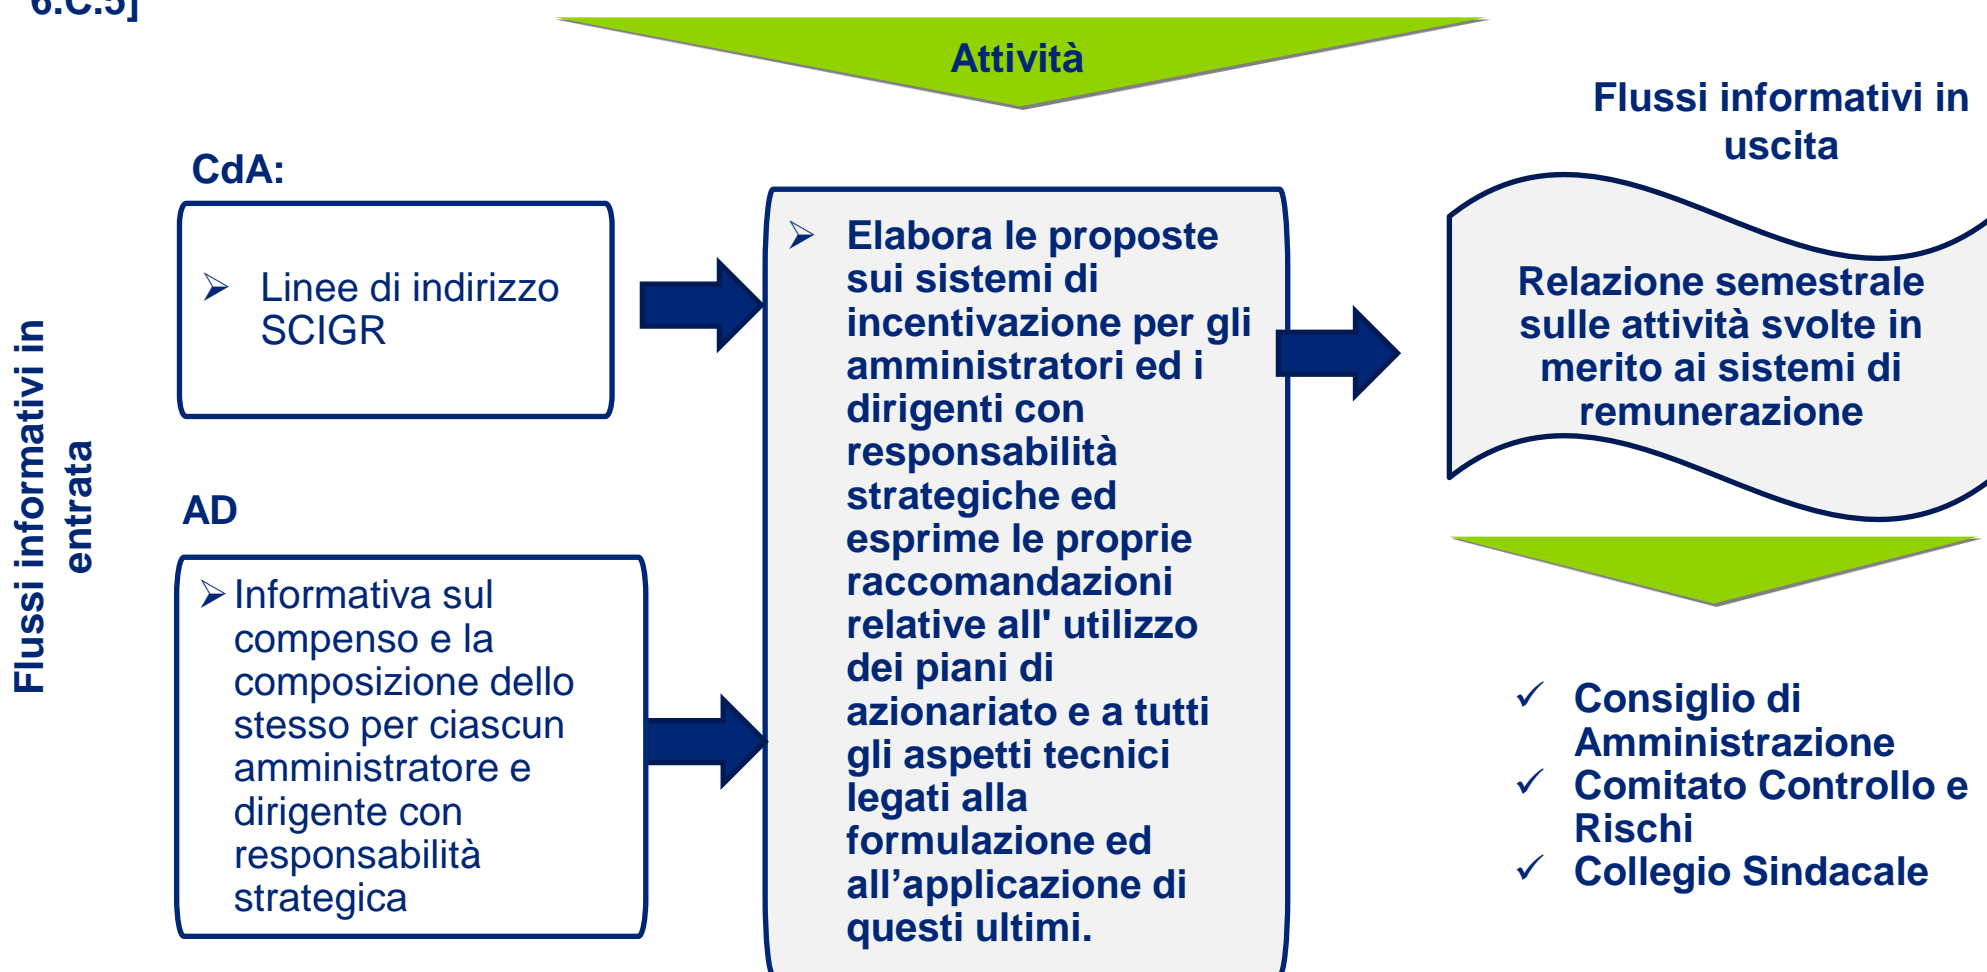 6.C.5]
Attività
Flussi informativi in
uscita
Flussi informativi in
entrata
CdA:
➢ Linee di indirizzo
SCIGR
AD
➢ Informativa sul
compenso e la
composizione dello
stesso per ciascun
amministratore e
dirigente con
responsabilità
strategica
➢ Elabora le proposte
sui sistemi di
incentivazione per gli
amministratori ed i
dirigenti con
responsabilità
strategiche ed
esprime le proprie
raccomandazioni
relative all' utilizzo
dei piani di
azionariato e a tutti
gli aspetti tecnici
legati alla
formulazione ed
all’applicazione di
questi ultimi.
Relazione semestrale
sulle attività svolte in
merito ai sistemi di
remunerazione
✓ Consiglio di
Amministrazione
✓ Comitato Controllo e
Rischi
✓ Collegio Sindacale